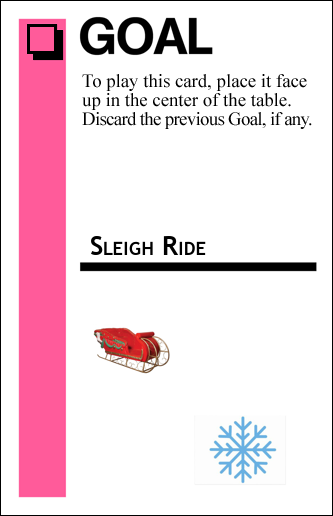 GOAL
To play this card, place it face
up in the center of the table.
Discard the previous Goal, if any.
SLEIGH RIDE